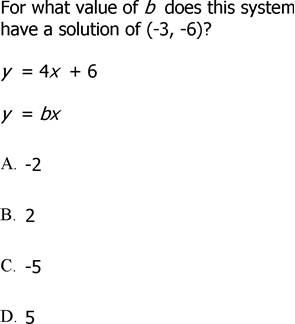 For what value of b does this system
have a solution of (-3, -6)?
y = 4x + 6
y = bx
A. -2
B. 2
C. -5
D. 5